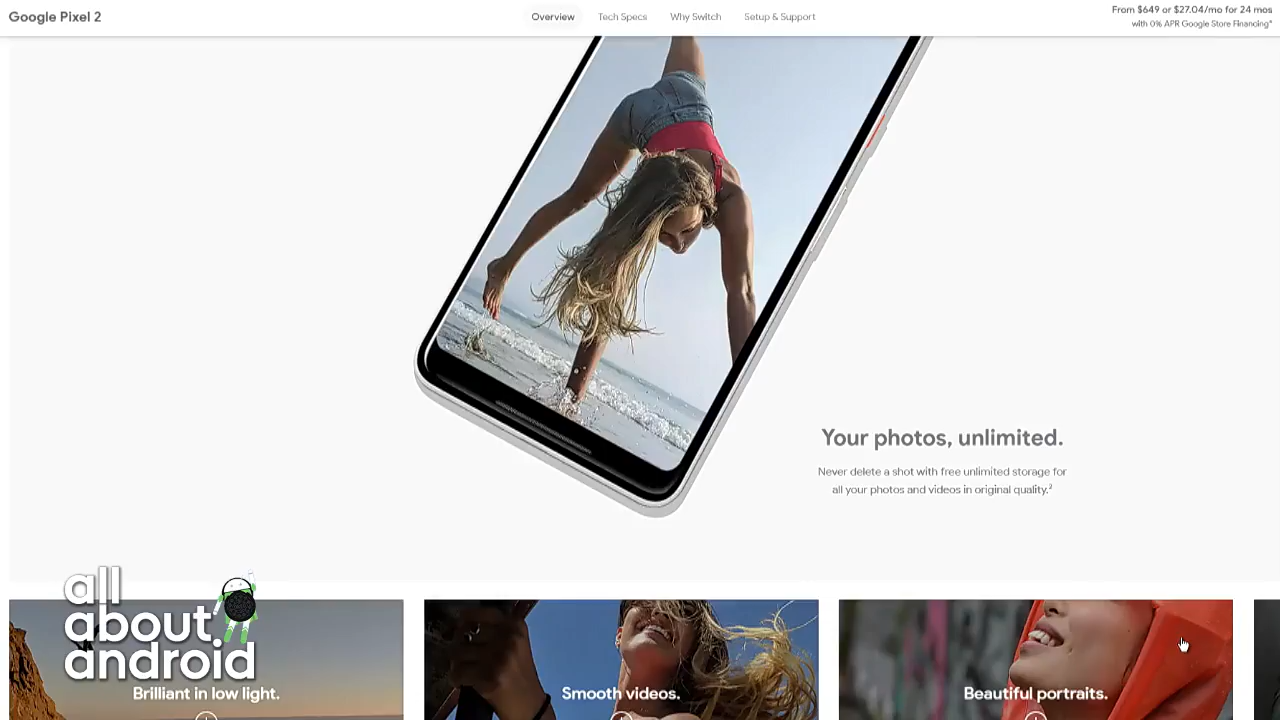 Google Pixel 2
Overview
Tech Specs
Why Switch
Setup & Support
From $649 or $27.04/mo for 24 mos
with 0% APR Google Store Financing*
Your photos, unlimited.
Never delete a shot with free unlimited storage for
all your photos and videos in original quality.²
all
about
android
Brilliant in low light.
Smooth videos.
Beautiful portraits.